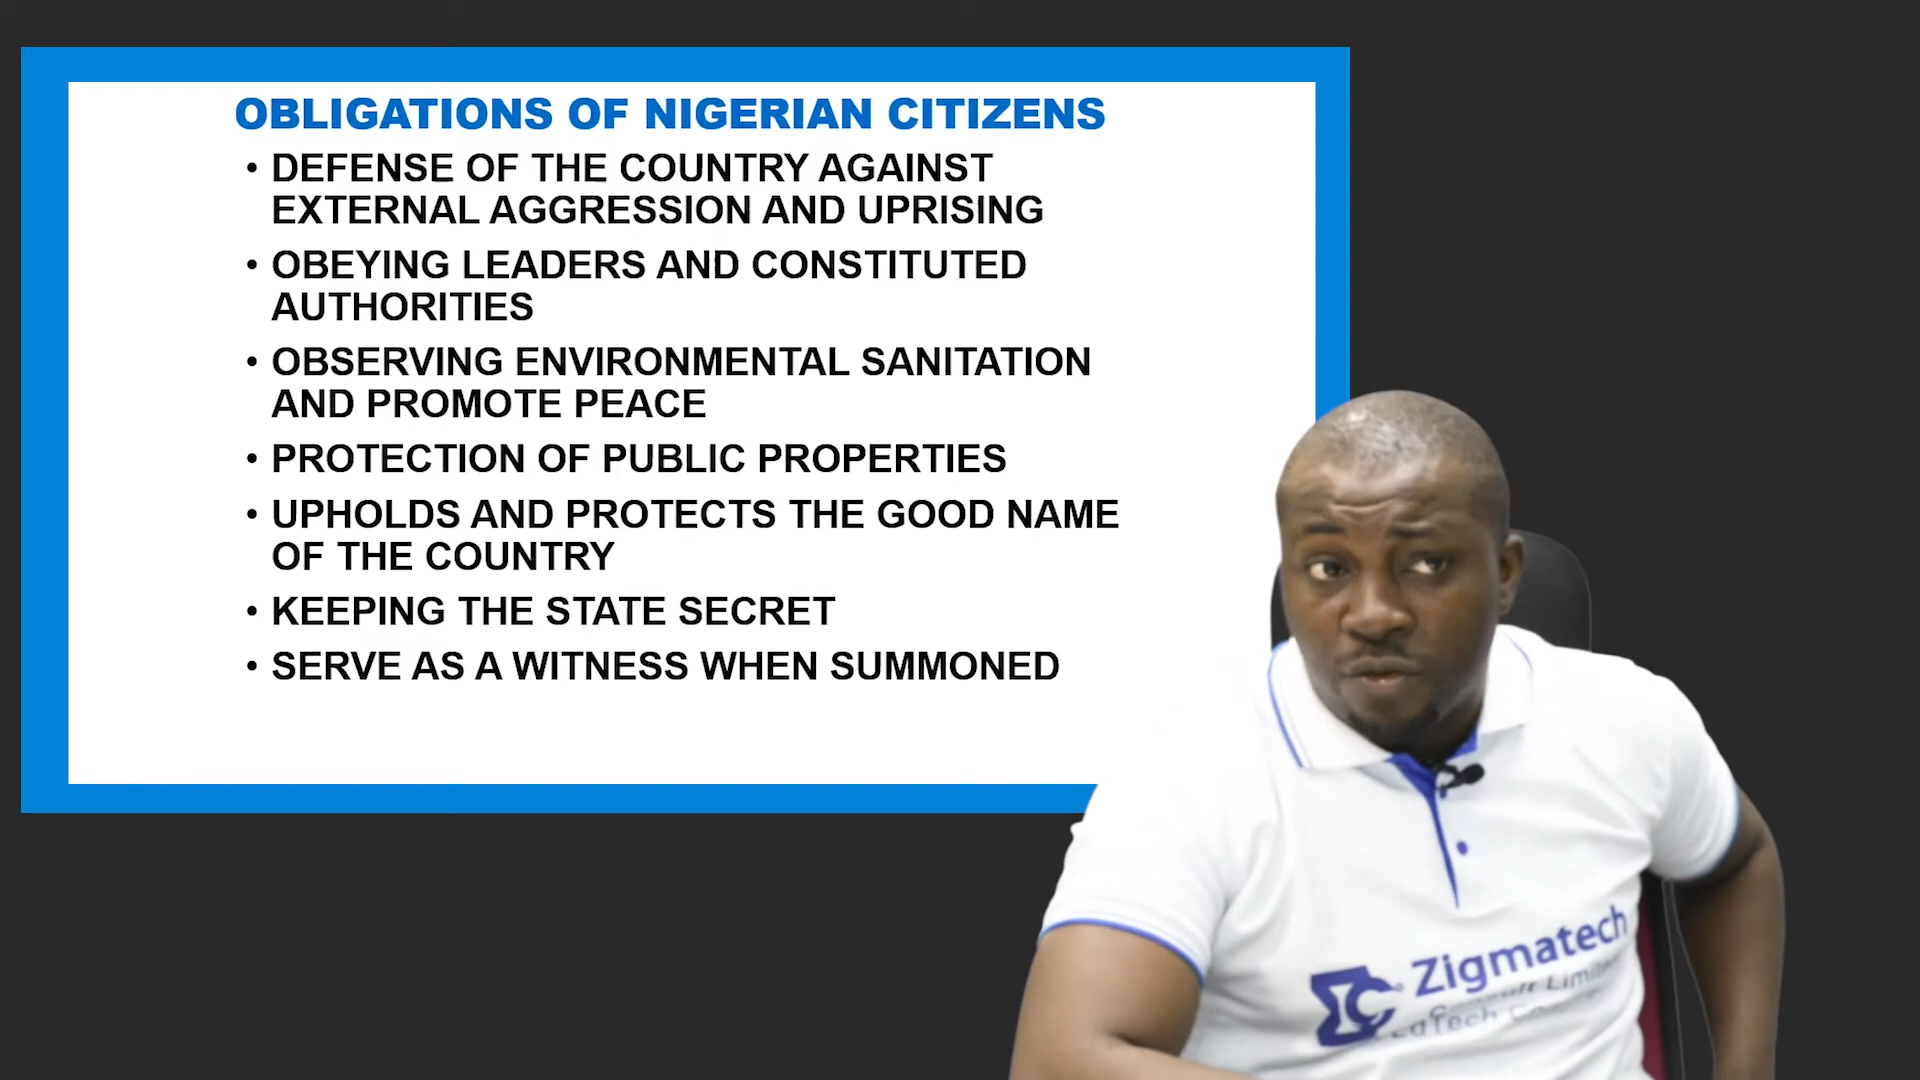 OBLIGATIONS OF NIGERIAN CITIZENS
• DEFENSE OF THE COUNTRY AGAINST
EXTERNAL AGGRESSION AND UPRISING
• OBEYING LEADERS AND CONSTITUTED
AUTHORITIES
• OBSERVING ENVIRONMENTAL SANITATION
AND PROMOTE PEACE
• PROTECTION OF PUBLIC PROPERTIES
• UPHOLDS AND PROTECTS THE GOOD NAME
OF THE COUNTRY
• KEEPING THE STATE SECRET
• SERVE AS A WITNESS WHEN SUMMONED
Zigmatech